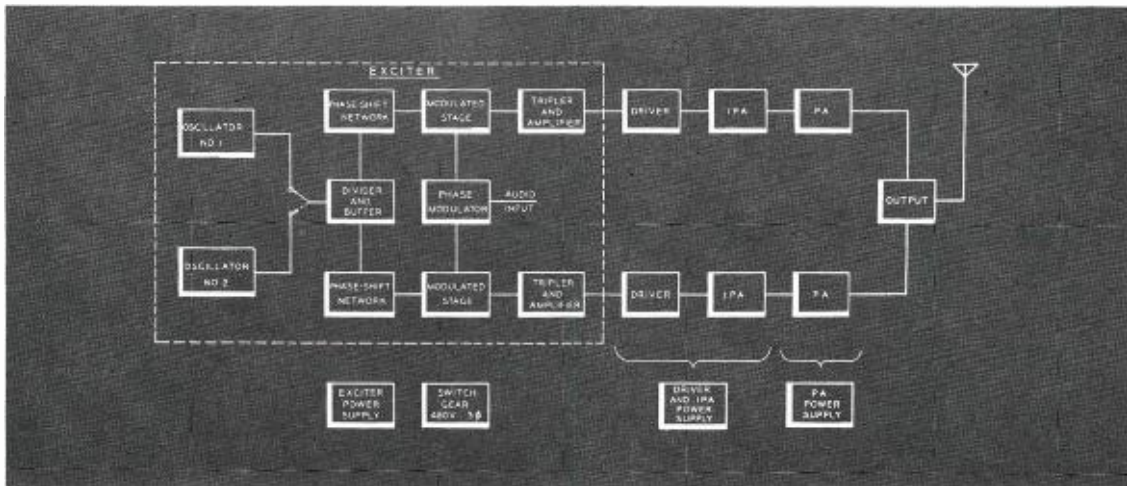 EXCITER
OSCILLATOR
NO 1
PHASE-SHIFT
NETWORK
MODULATED
STAGE
TRIPLER
AND
AMPLIFIER
DRIVER
IPA
PA
DIVIDER
AND
BUFFER
PHASE
MODULATOR
AUDIO
INPUT
OUTPUT
OSCILLATOR
NO 2
PHASE-SHIFT
NETWORK
MODULATED
STAGE
TRIPLER
AND
AMPLIFIER
DRIVER
IPA
PA
EXCITER
POWER
SUPPLY
SWITCH
GEAR
480V 3φ
DRIVER
AND IPA
POWER
SUPPLY
PA
POWER
SUPPLY